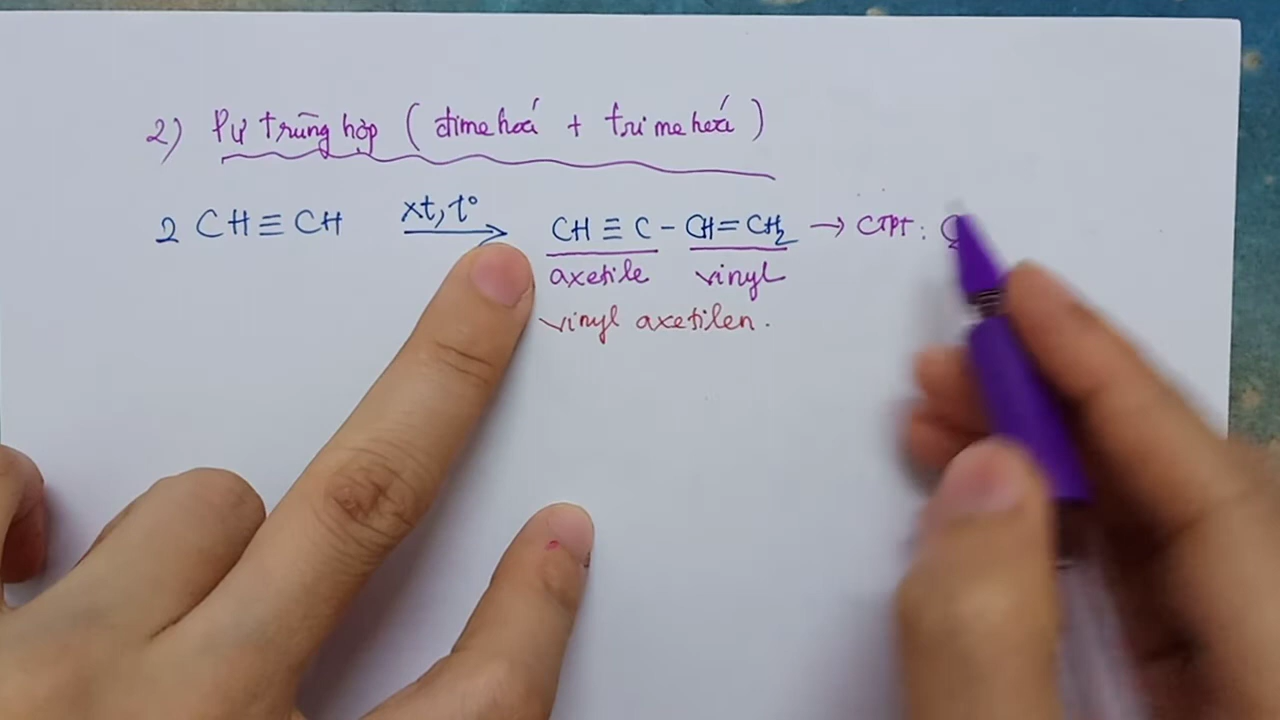 2) Pư trùng hợp ( đime hoá + trime hoá )
2 CH≡CH xt, t° → CH≡C-CH=CH₂ → CTPT :
axetile vinyl
vinyl axetilen.